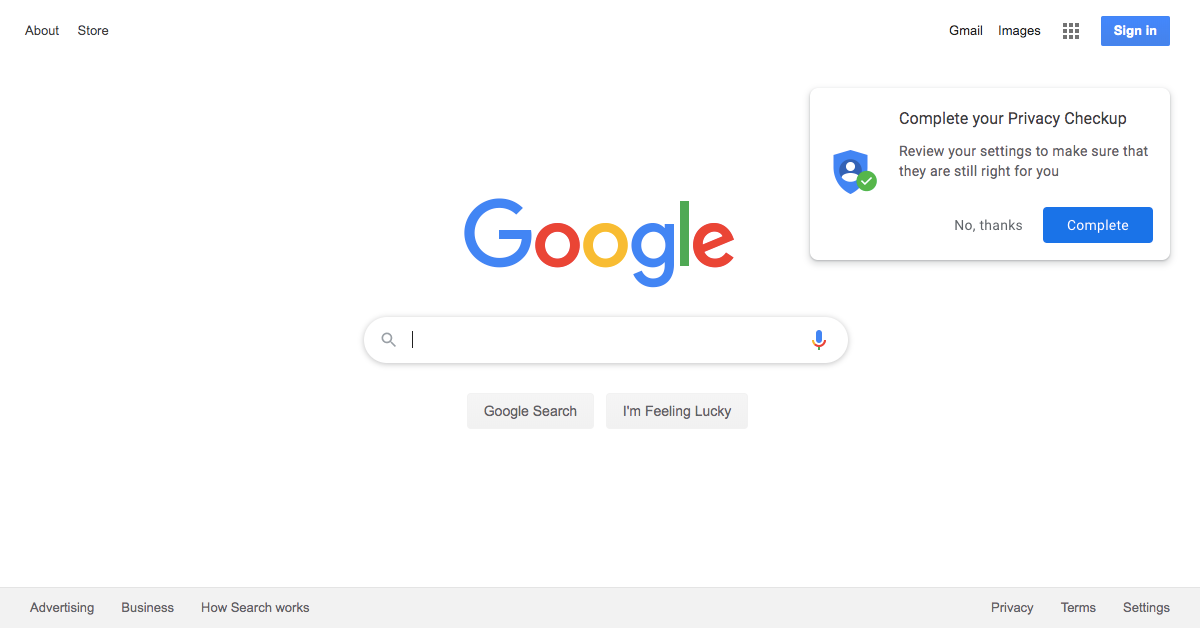 About Store
Gmail Images Sign in
Complete your Privacy Checkup
Review your settings to make sure that
they are still right for you
No, thanks Complete
Google
Google Search I'm Feeling Lucky
Advertising Business How Search works
Privacy Terms Settings